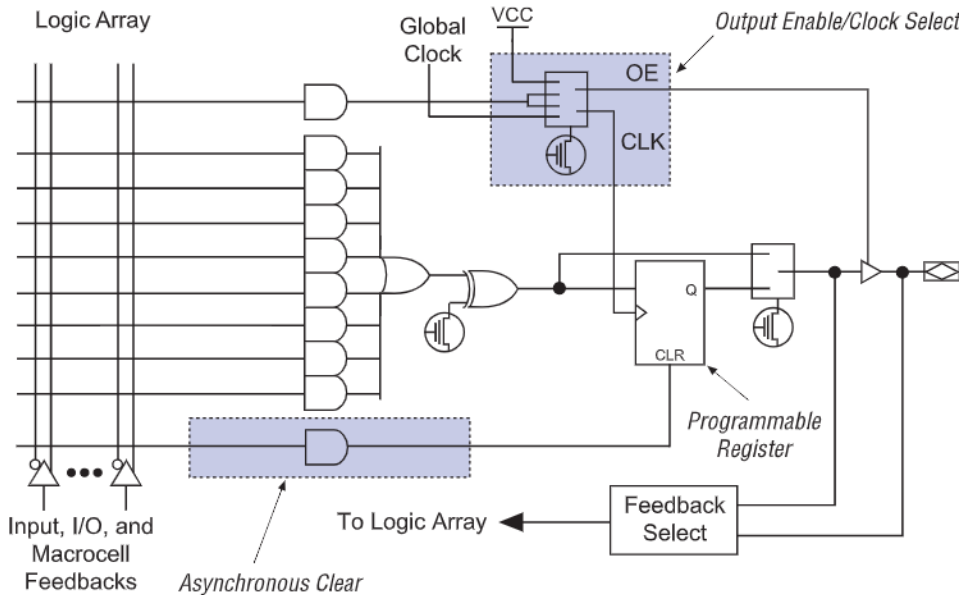 Logic Array
Global
Clock
VCC
Output Enable/Clock Select
OE
CLK
Q
CLR
Programmable
Register
Input, I/O, and
Macrocell
Feedbacks
Asynchronous Clear
To Logic Array
Feedback
Select